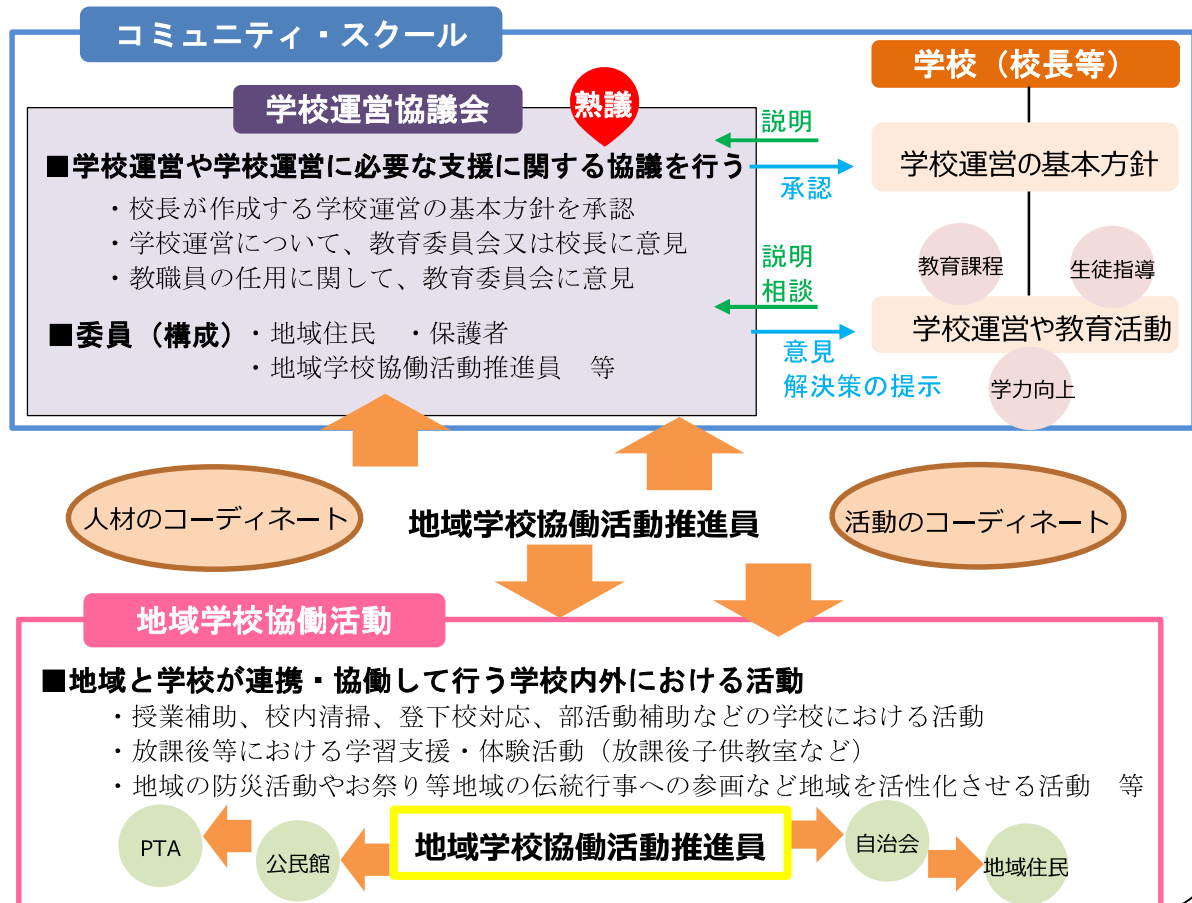 コミュニティ・スクール
学校（校長等）
学校運営協議会
熟議
■学校運営や学校運営に必要な支援に関する協議を行う
・校長が作成する学校運営の基本方針を承認
・学校運営について、教育委員会又は校長に意見
・教職員の任用に関して、教育委員会に意見
■委員（構成）・地域住民　・保護者
・地域学校協働活動推進員　等
説明
承認
説明
相談
意見
解決策の提示
学校運営の基本方針
教育課程
生徒指導
学校運営や教育活動
学力向上
人材のコーディネート
地域学校協働活動推進員
活動のコーディネート
地域学校協働活動
■地域と学校が連携・協働して行う学校内外における活動
・授業補助、校内清掃、登下校対応、部活動補助などの学校における活動
・放課後等における学習支援・体験活動（放課後子供教室など）
・地域の防災活動やお祭り等地域の伝統行事への参画など地域を活性化させる活動　等
PTA
公民館
地域学校協働活動推進員
自治会
地域住民